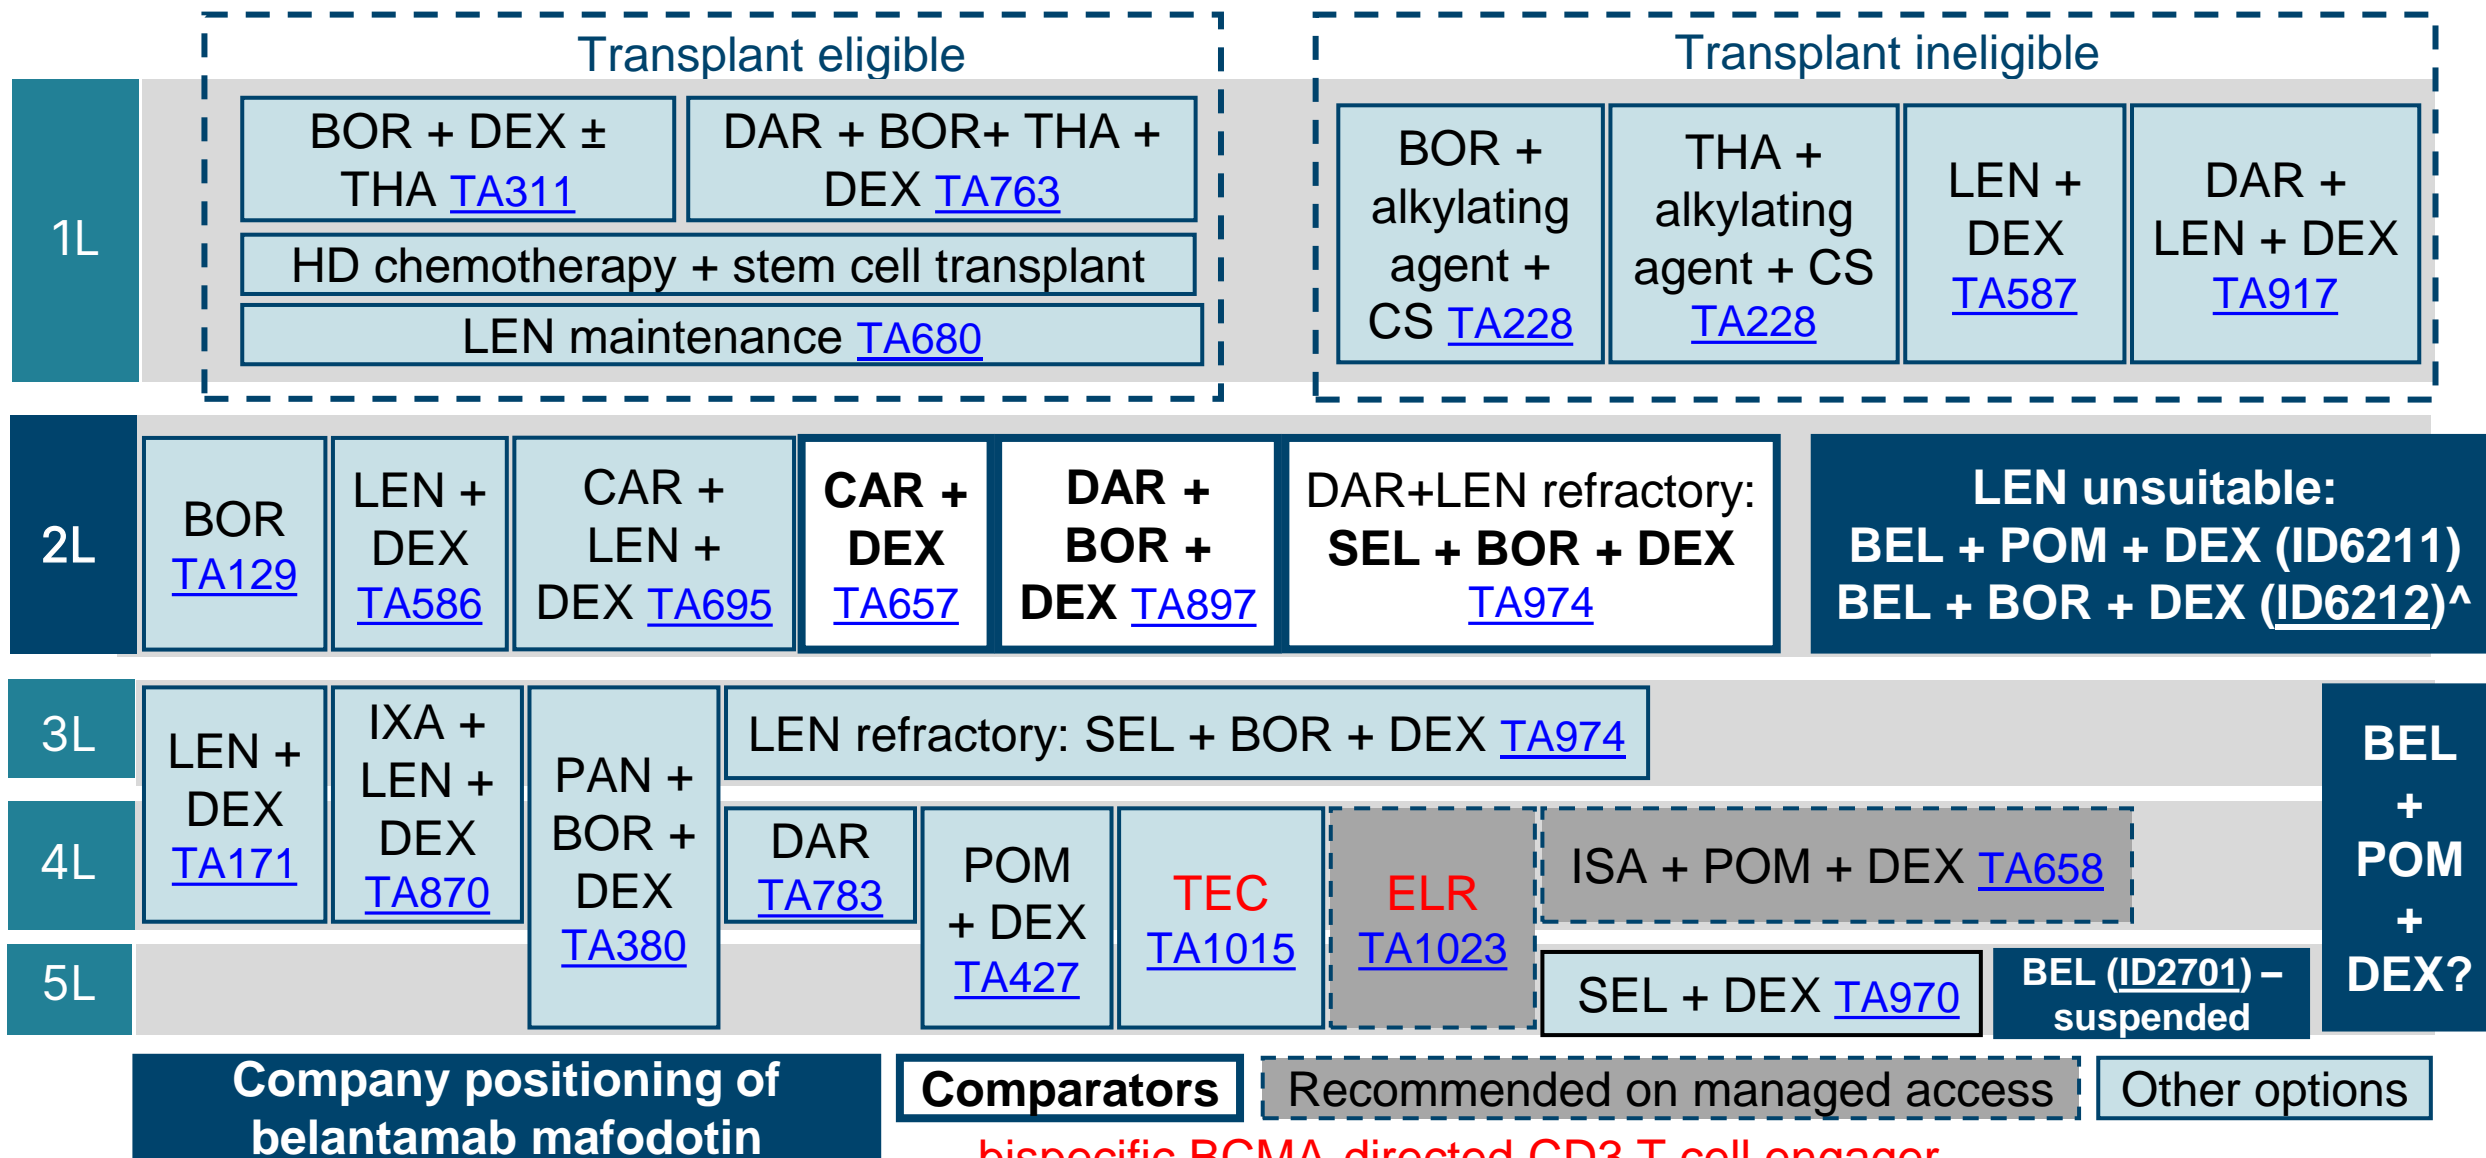 Transplant eligible
Transplant ineligible
1L
BOR + DEX ±
THA TA311
DAR + BOR+ THA +
DEX TA763
HD chemotherapy + stem cell transplant
LEN maintenance TA680
BOR +
alkylating
agent +
CS TA228
THA +
alkylating
agent + CS
TA228
LEN +
DEX
TA587
DAR +
LEN + DEX
TA917
2L
BOR
TA129
LEN +
DEX
TA586
CAR +
LEN +
DEX TA695
CAR +
DEX
TA657
DAR +
BOR +
DEX TA897
DAR+LEN refractory:
SEL + BOR + DEX
TA974
LEN unsuitable:
BEL + POM + DEX (ID6211)
BEL + BOR + DEX (ID6212)^
3L
4L
5L
LEN +
DEX
TA171
IXA +
LEN +
DEX
TA870
PAN +
BOR +
DEX
TA380
LEN refractory: SEL + BOR + DEX TA974
DAR
TA783
POM
+ DEX
TA427
TEC
TA1015
ELR
TA1023
ISA + POM + DEX TA658
SEL + DEX TA970
BEL (ID2701) –
suspended
BEL
+
POM
+
DEX?
Company positioning of
belantamab mafodotin
Comparators
Recommended on managed access
Other options
bispecific BCMA-directed CD3 T cell engager